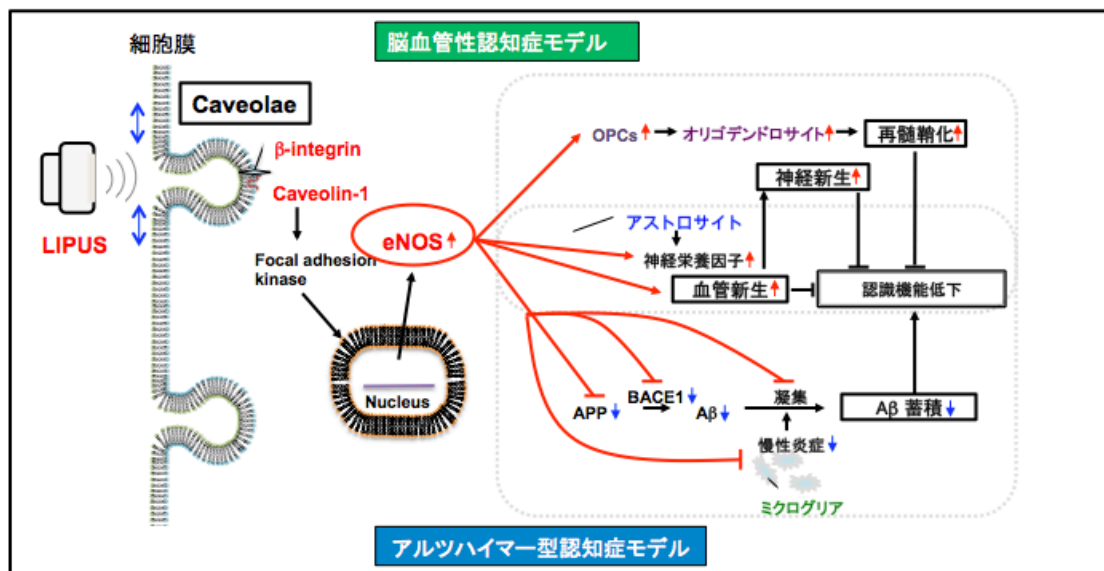 脳血管性認知症モデル
細胞膜
Caveolae
β-integrin
Caveolin-1
LIPUS
Focal adhesion
kinase
eNOS
Nucleus
OPCs
オリゴデンドロサイト
再髄鞘化
神経新生
アストロサイト
神経栄養因子
血管新生
認識機能低下
APP
BACE1
Aβ
凝集
Aβ 蓄積
慢性炎症
ミクログリア
アルツハイマー型認知症モデル